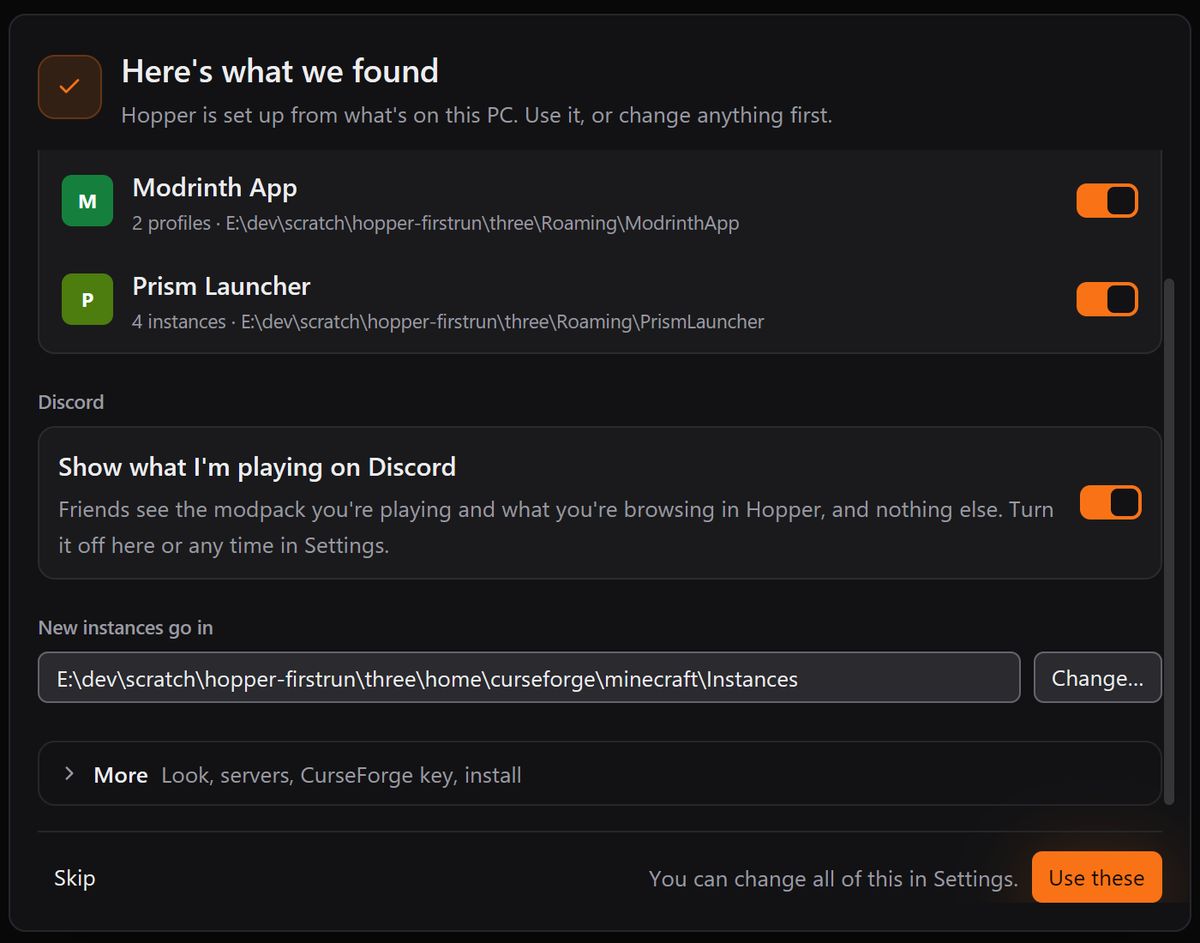 Here's what we found
Hopper is set up from what's on this PC. Use it, or change anything first.
M
Modrinth App
2 profiles · E:\dev\scratch\hopper-firstrun\three\Roaming\ModrinthApp
P
Prism Launcher
4 instances · E:\dev\scratch\hopper-firstrun\three\Roaming\PrismLauncher
Discord
Show what I'm playing on Discord
Friends see the modpack you're playing and what you're browsing in Hopper, and nothing else. Turn
it off here or any time in Settings.
New instances go in
E:\dev\scratch\hopper-firstrun\three\home\curseforge\minecraft\Instances
Change...
More Look, servers, CurseForge key, install
Skip
You can change all of this in Settings.
Use these